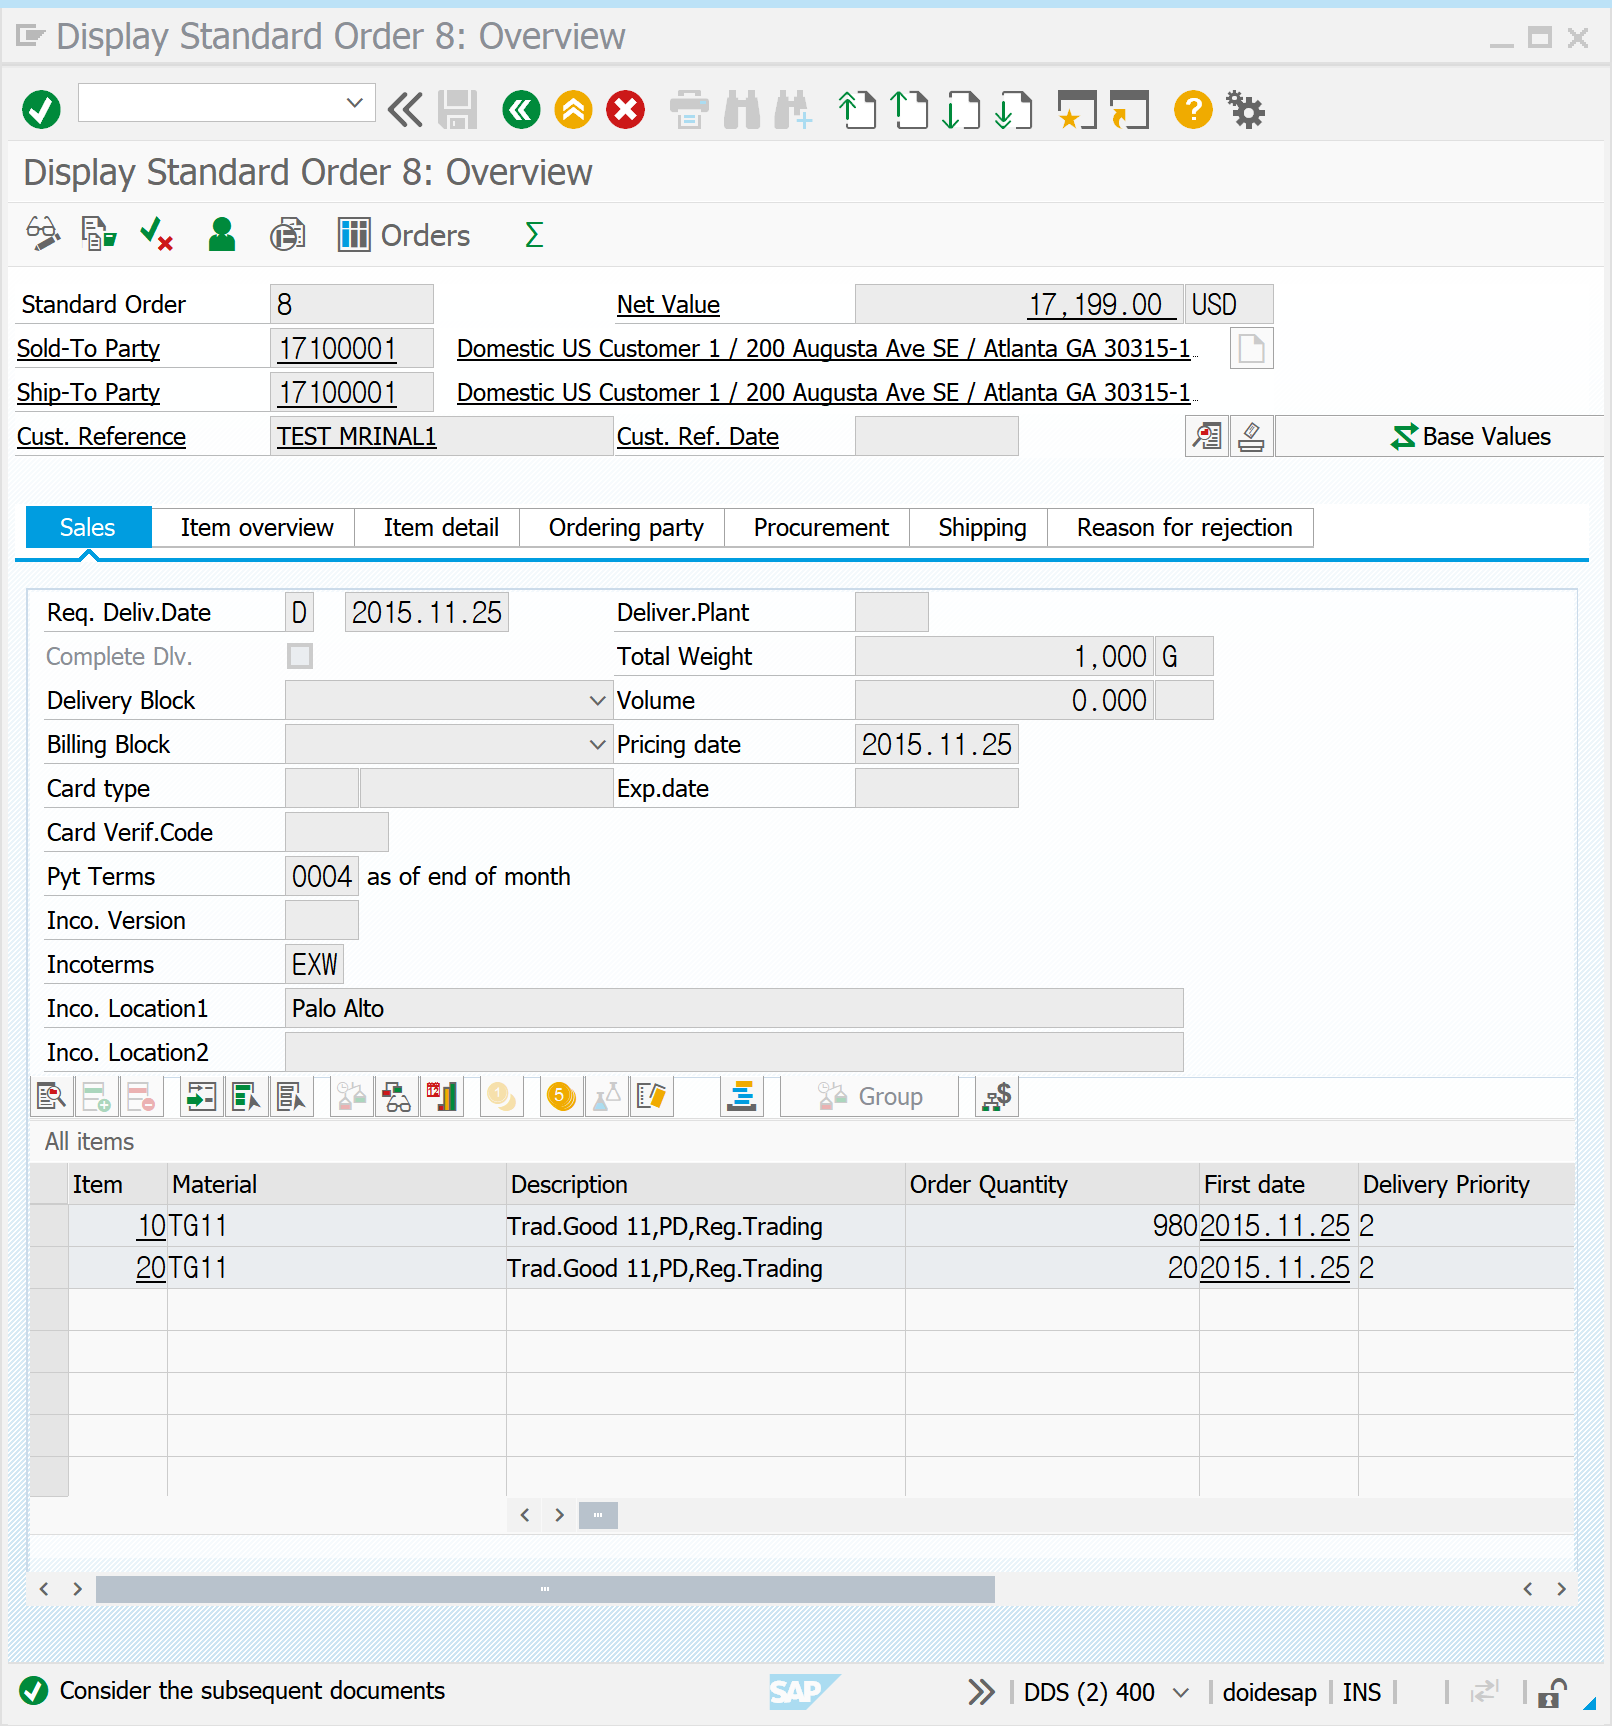 Display Standard Order 8: Overview
Display Standard Order 8: Overview
Orders
Standard Order 8 Net Value 17,199.00 USD
Sold-To Party 17100001 Domestic US Customer 1 / 200 Augusta Ave SE / Atlanta GA 30315-1...
Ship-To Party 17100001 Domestic US Customer 1 / 200 Augusta Ave SE / Atlanta GA 30315-1...
Cust. Reference TEST MRINAL1 Cust. Ref. Date Base Values
Sales Item overview Item detail Ordering party Procurement Shipping Reason for rejection
Req. Deliv.Date D 2015.11.25 Deliver.Plant
Complete Dlv. Total Weight 1,000 G
Delivery Block Volume 0.000
Billing Block Pricing date 2015.11.25
Card type Exp.date
Card Verif.Code
Pyt Terms 0004 as of end of month
Inco. Version
Incoterms EXW
Inco. Location1 Palo Alto
Inco. Location2
Group
All items
Item Material Description Order Quantity First date Delivery Priority
10 TG11 Trad.Good 11,PD,Reg.Trading 980 2015.11.25 2
20 TG11 Trad.Good 11,PD,Reg.Trading 20 2015.11.25 2
Consider the subsequent documents SAP DDS (2) 400 doidesap INS